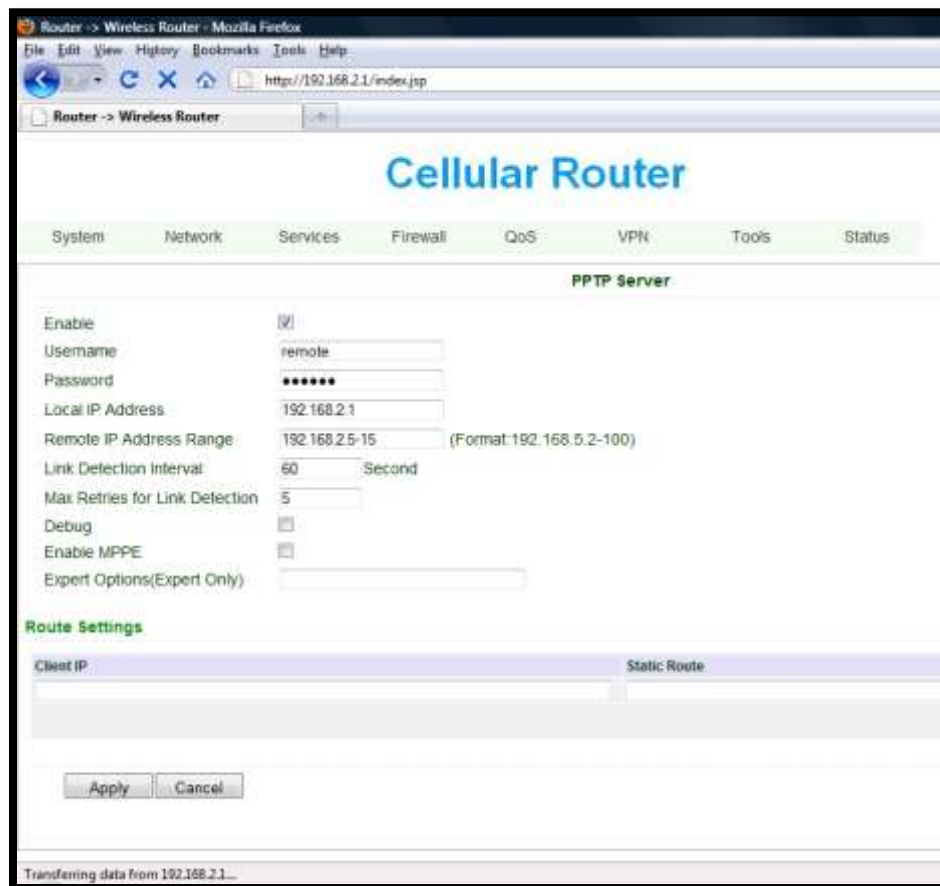 Router -> Wireless Router - Mozilla Firefox
File Edit View History Bookmarks Tools Help
http://192.168.2.1/index.jsp
Router -> Wireless Router
Cellular Router
System Network Services Firewall QoS VPN Tools Status
PPTP Server
Enable
Username remote
Password ••••••
Local IP Address 192.168.2.1
Remote IP Address Range 192.168.2.5-15 (Format:192.168.5.2-100)
Link Detection Interval 60 Second
Max Retries for Link Detection 5
Debug
Enable MPPE
Expert Options(Expert Only)
Route Settings
Client IP Static Route
Apply Cancel
Transferring data from 192.168.2.1...